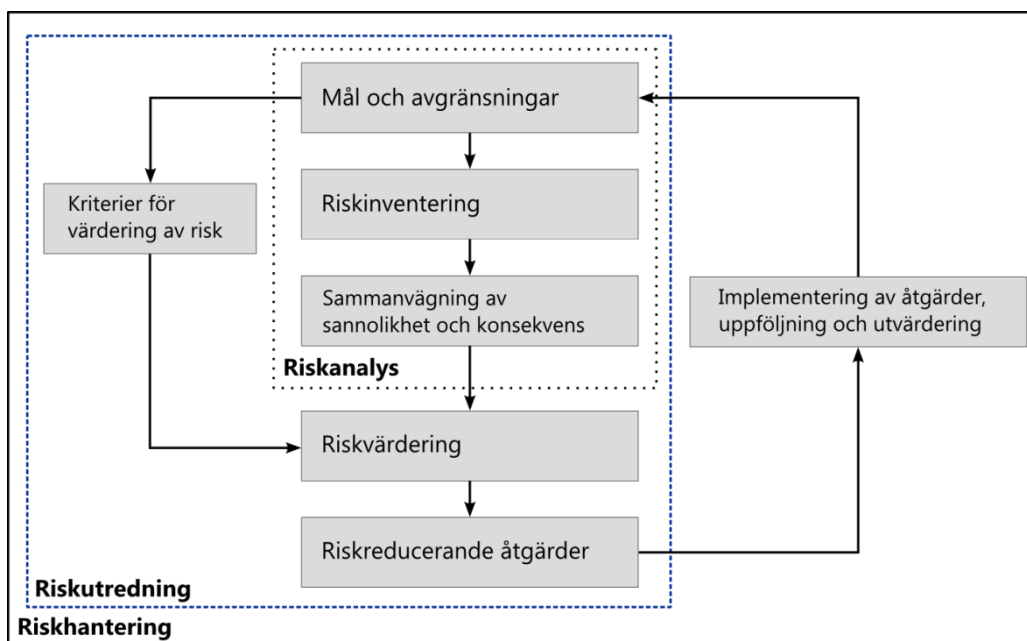 Mål och avgränsningar
Kriterier för
värdering av risk
Riskinventering
Sammanvägning av
sannolikhet och konsekvens
Implementering av åtgärder,
uppföljning och utvärdering
Riskanalys
Riskvärdering
Riskreducerande åtgärder
Riskutredning
Riskhantering